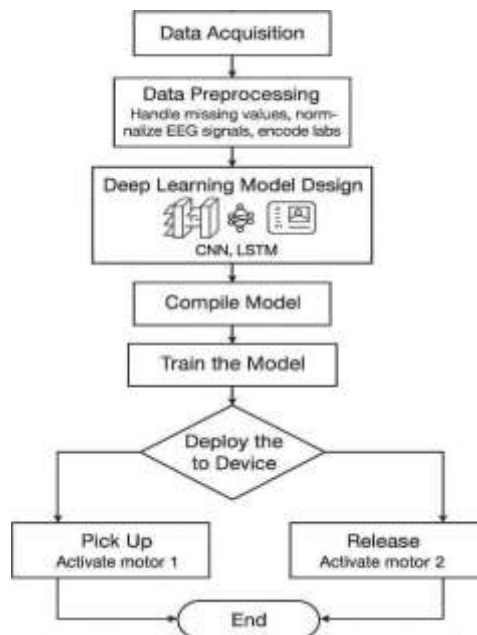 Data Acquisition
Data Preprocessing
Handle missing values, norm-
nalize EEG signals, encode labs
Deep Learning Model Design
CNN, LSTM
Compile Model
Train the Model
Deploy the
to Device
Pick Up
Activate motor 1
Release
Activate motor 2
End